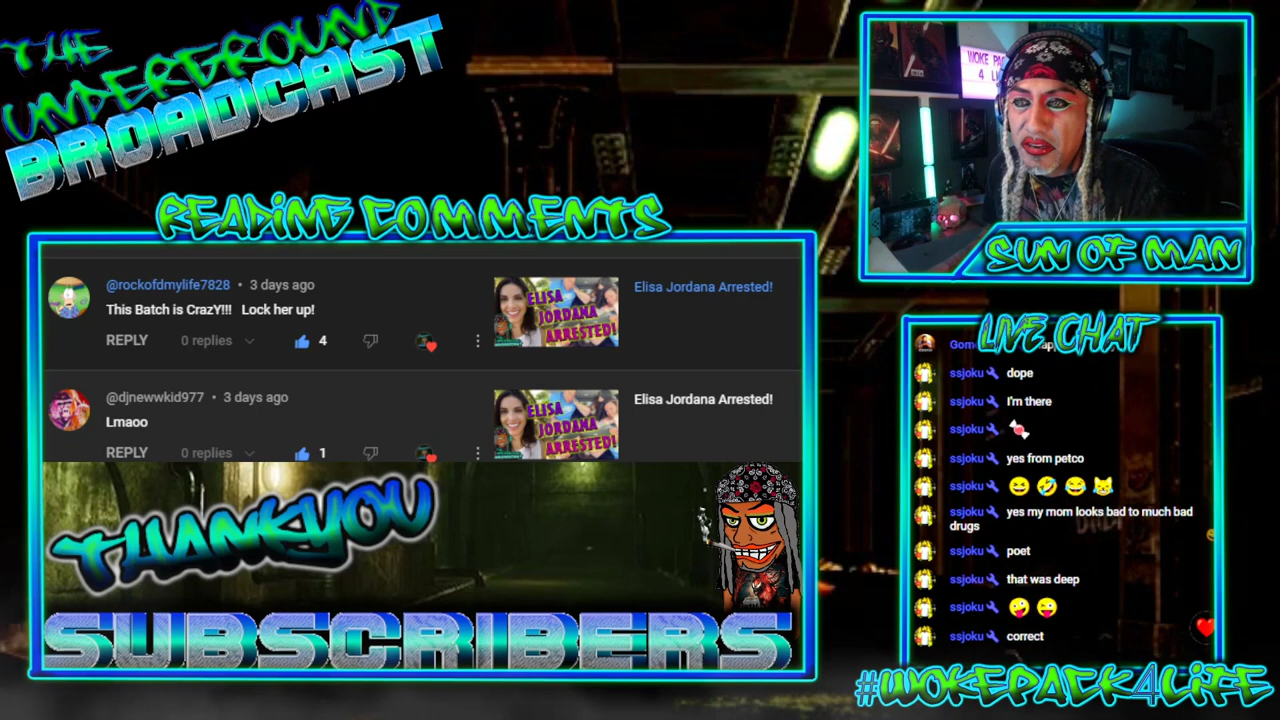 THE
UNDERGROUND
BROADCAST
WOKE PA
4 LI
SUN OF MAN
READING COMMENTS
@rockofdmylife7828 • 3 days ago
This Batch is CrazY!!! Lock her up!
REPLY 0 replies 4
ELISA
JORDANA
ARRESTED!
Elisa Jordana Arrested!
@djnewwkid977 • 3 days ago
Lmaoo
REPLY 0 replies 1
ELISA
JORDANA
ARRESTED!
Elisa Jordana Arrested!
THANKYOU
SUBSCRIBERS
LIVE CHAT
ssjoku dope
ssjoku I'm there
ssjoku 🍬
ssjoku yes from petco
ssjoku 😆 🤣 😂 😹
ssjoku yes my mom looks bad to much bad
drugs
ssjoku poet
ssjoku that was deep
ssjoku 🤪 😜
ssjoku correct
#WOKEPACK4LIFE